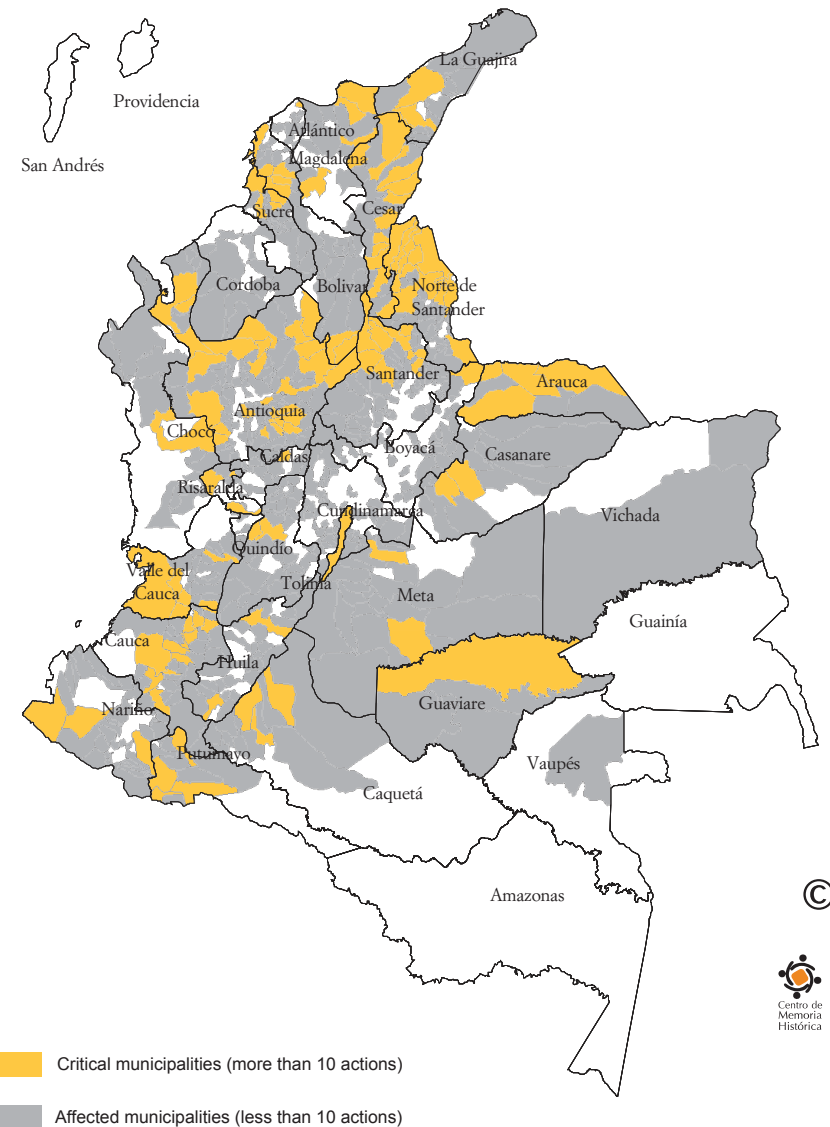 La Guajira
Providencia
Atlántico
Magdalena
San Andrés
Cesar
Sucre
Cordoba
Bolivar
Norte de
Santander
Santander
Arauca
Antioquia
Chocó
Boyacá
Casanare
Caldas
Risaralda
Cundinamarca
Vichada
Quindío
Valle del
Cauca
Tolima
Meta
Guainía
Cauca
Huila
Guaviare
Nariño
Putumayo
Vaupés
Caquetá
Amazonas
©
Centro de
Memoria
Histórica
Critical municipalities (more than 10 actions)
Affected municipalities (less than 10 actions)